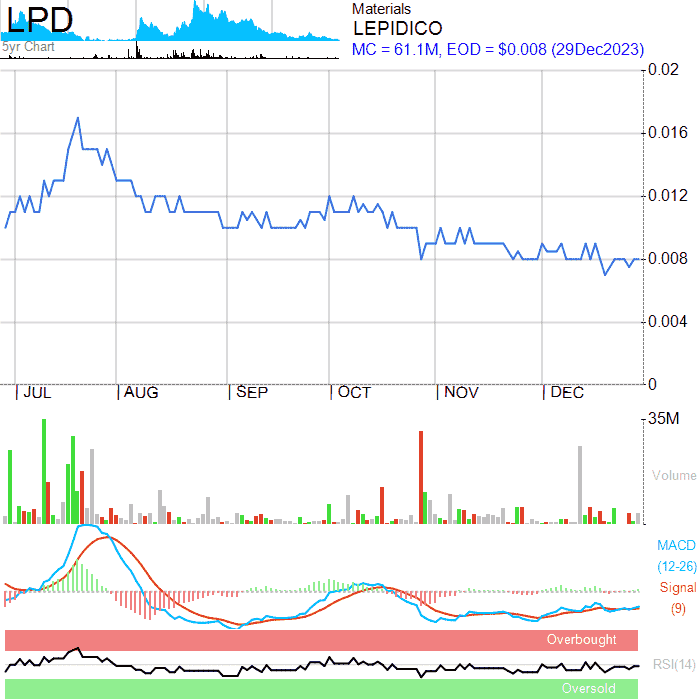 LPD
5yr Chart
Materials
LEPIDICO
MC = 61.1M, EOD = $0.008 (29Dec2023)
0.02
0.016
0.012
0.008
0.004
0
JUL AUG SEP OCT NOV DEC
35M
Volume
MACD
(12-26)
Signal
(9)
Overbought
RSI(14)
Oversold